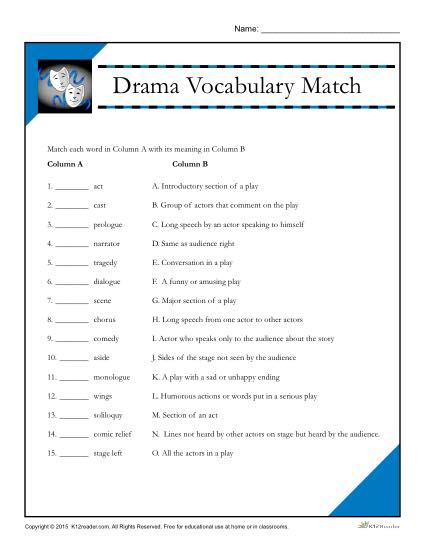 Name: ______________________
Drama Vocabulary Match
Match each word in Column A with its meaning in Column B
Column A Column B
1. ________ act A. Introductory section of a play
2. ________ cast B. Group of actors that comment on the play
3. ________ prologue C. Long speech by an actor speaking to himself
4. ________ narrator D. Same as audience right
5. ________ tragedy E. Conversation in a play
6. ________ dialogue F. A funny or amusing play
7. ________ scene G. Major section of a play
8. ________ chorus H. Long speech from one actor to other actors
9. ________ comedy I. Actor who speaks only to the audience about the story
10. ________ aside J. Sides of the stage not seen by the audience
11. ________ monologue K. A play with a sad or unhappy ending
12. ________ wings L. Humorous actions or words put in a serious play
13. ________ soliloquy M. Section of an act
14. ________ comic relief N. Lines not heard by other actors on stage but heard by the audience.
15. ________ stage left O. All the actors in a play
Copyright © 2015 K12reader.com. All Rights Reserved. Free for educational use at home or in classrooms.
K12Reader